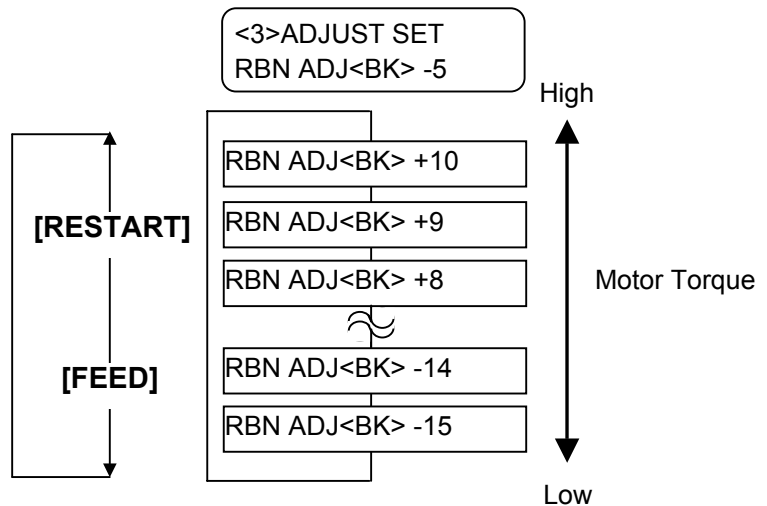 <3>ADJUST SET
RBN ADJ<BK> -5
High
RBN ADJ<BK> +10
[RESTART]
RBN ADJ<BK> +9
RBN ADJ<BK> +8
Motor Torque
RBN ADJ<BK> -14
[FEED]
RBN ADJ<BK> -15
Low